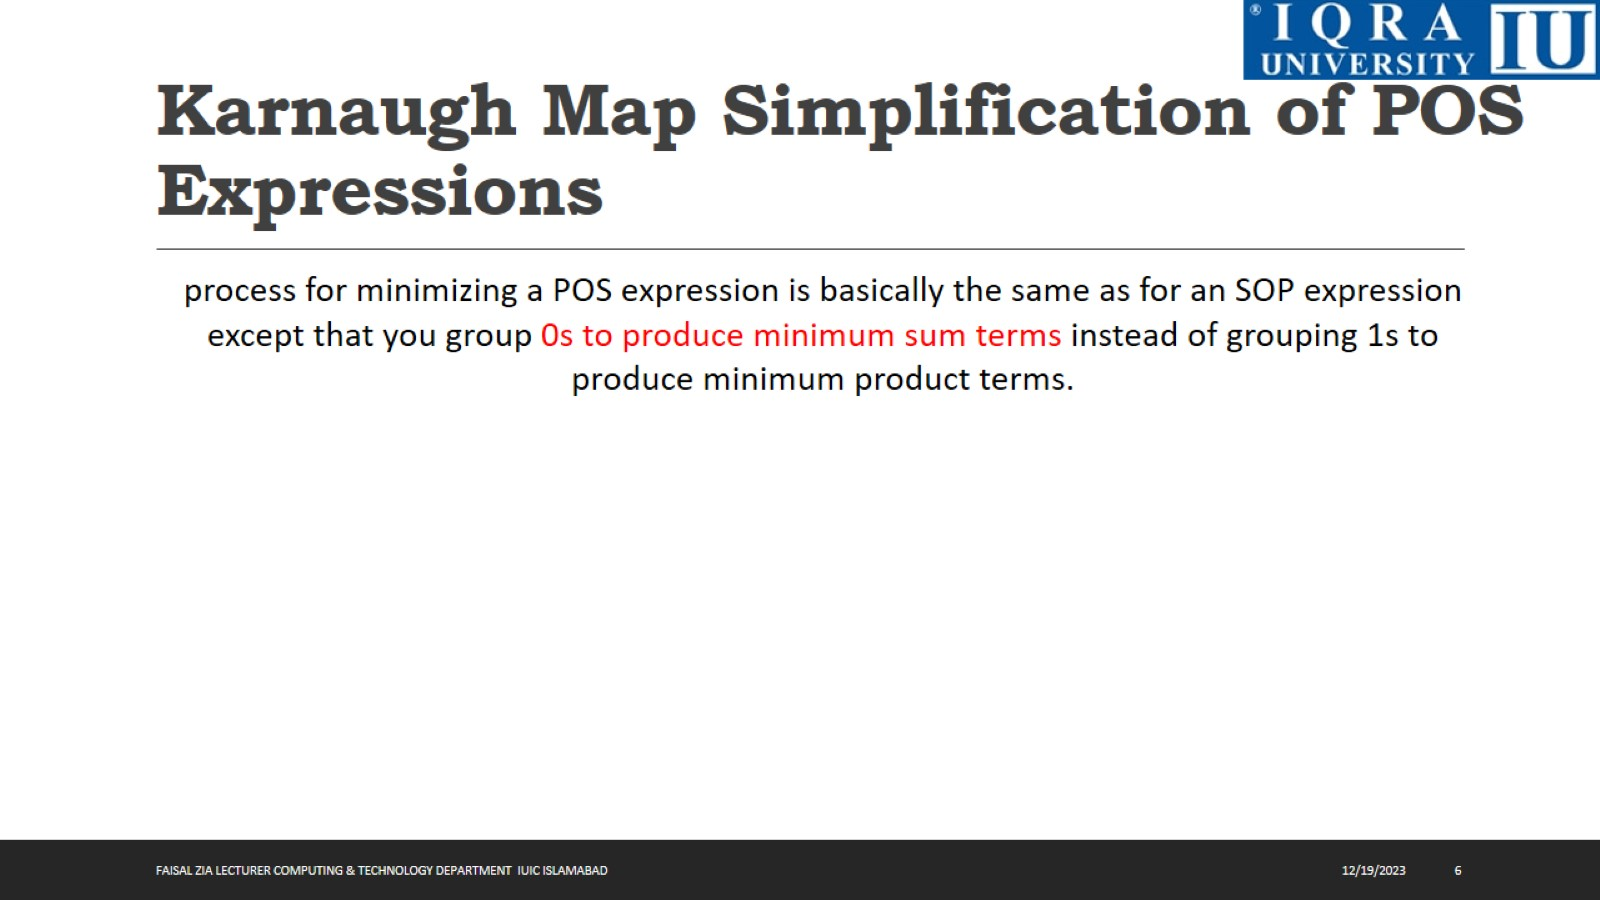 ® IQRA
UNIVERSITY IU
Karnaugh Map Simplification of POS
Expressions
process for minimizing a POS expression is basically the same as for an SOP expression
except that you group 0s to produce minimum sum terms instead of grouping 1s to
produce minimum product terms.
FAISAL ZIA LECTURER COMPUTING & TECHNOLOGY DEPARTMENT IUIC ISLAMABAD 12/19/2023 6